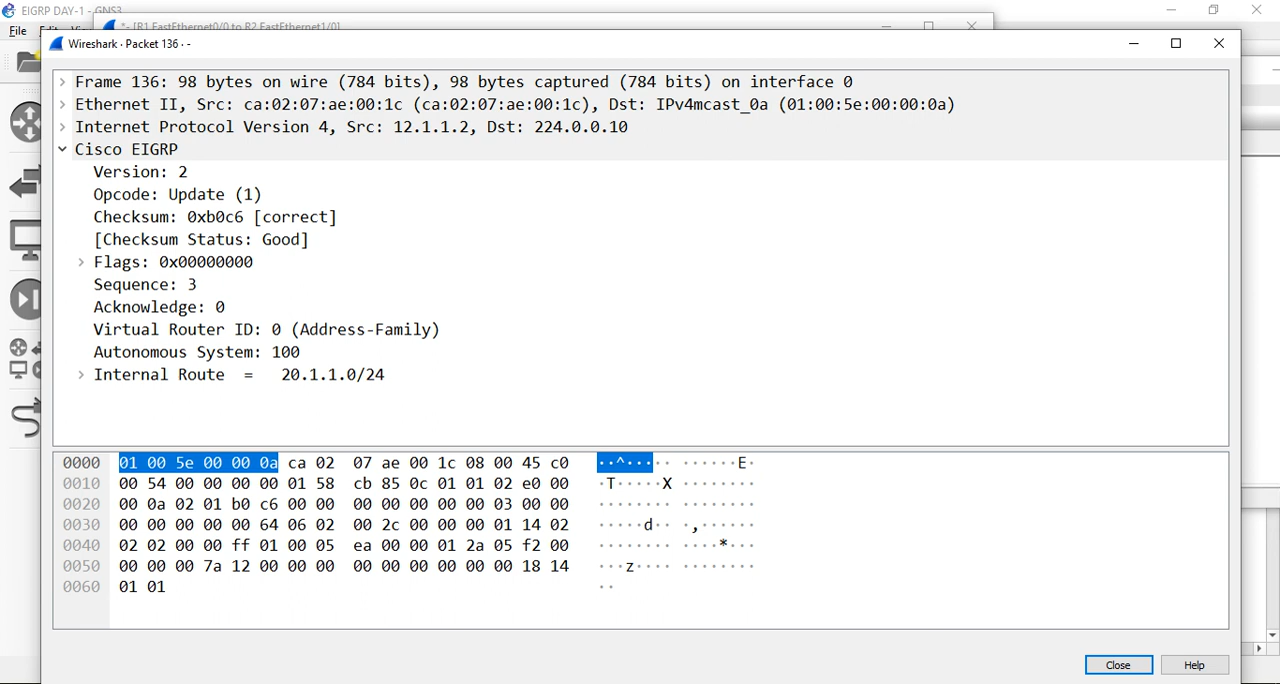 EIGRP DAY-1 - GNS3
*- [R1 FastEthernet0/0 to R2 FastEthernet1/0]
File
Wireshark · Packet 136 · -
Frame 136: 98 bytes on wire (784 bits), 98 bytes captured (784 bits) on interface 0
Ethernet II, Src: ca:02:07:ae:00:1c (ca:02:07:ae:00:1c), Dst: IPv4mcast_0a (01:00:5e:00:00:0a)
Internet Protocol Version 4, Src: 12.1.1.2, Dst: 224.0.0.10
Cisco EIGRP
Version: 2
Opcode: Update (1)
Checksum: 0xb0c6 [correct]
[Checksum Status: Good]
Flags: 0x00000000
Sequence: 3
Acknowledge: 0
Virtual Router ID: 0 (Address-Family)
Autonomous System: 100
Internal Route  =   20.1.1.0/24
0000 01 00 5e 00 00 0a ca 02 07 ae 00 1c 08 00 45 c0 ··^····· ······E·
0010 00 54 00 00 00 00 01 58 cb 85 0c 01 01 02 e0 00 ·T·····X ········
0020 00 0a 02 01 b0 c6 00 00 00 00 00 00 00 03 00 00 ········ ········
0030 00 00 00 00 00 64 06 02 00 2c 00 00 00 01 14 02 ·····d·· ·,······
0040 02 02 00 00 ff 01 00 05 ea 00 00 01 2a 05 f2 00 ········ ····*···
0050 00 00 00 7a 12 00 00 00 00 00 00 00 00 00 18 14 ···z···· ········
0060 01 01 ··
Close Help